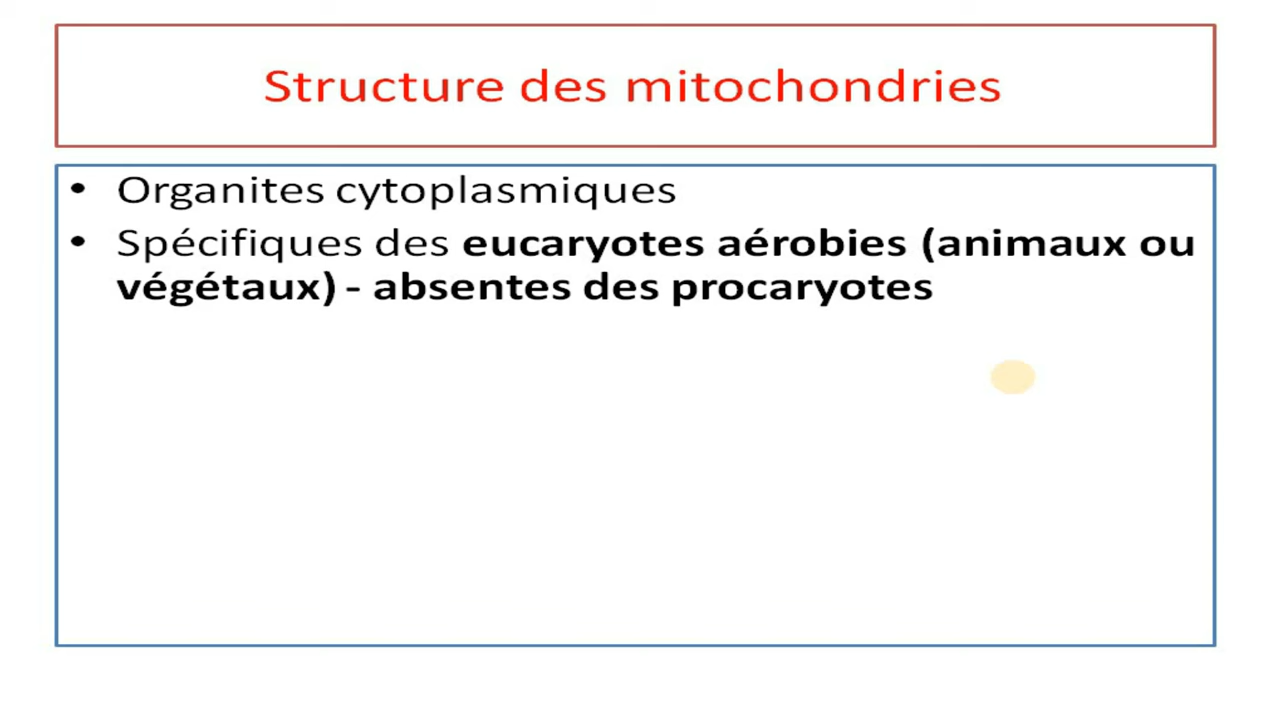 Structure des mitochondries
• Organites cytoplasmiques
• Spécifiques des eucaryotes aérobies (animaux ou
végétaux) - absentes des procaryotes